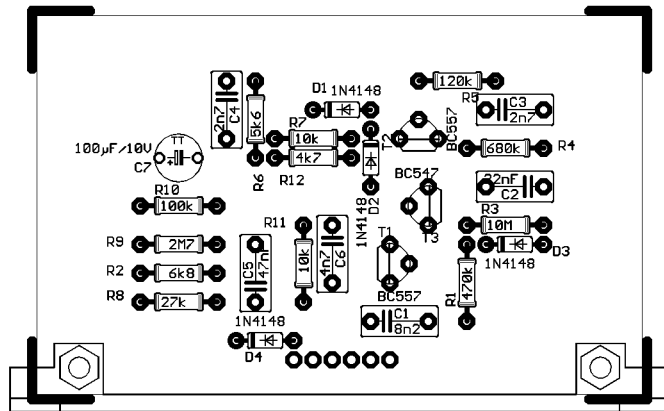 120k
R5
D1
1N4148
2n7
C4
5k6
R6
R7
10k
4k7
R12
T2
BC557
C3
2n7
680k
R4
100µF/10V
C7
TT
BC547
22nF
C2
D2
1N4148
R10
100k
R11
T3
R3
10M
R9
2M7
T1
D3
1N4148
R2
6k8
C5
47nF
10k
4n7
C6
470k
R1
R8
27k
BC557
1N4148
C1
8n2
D4